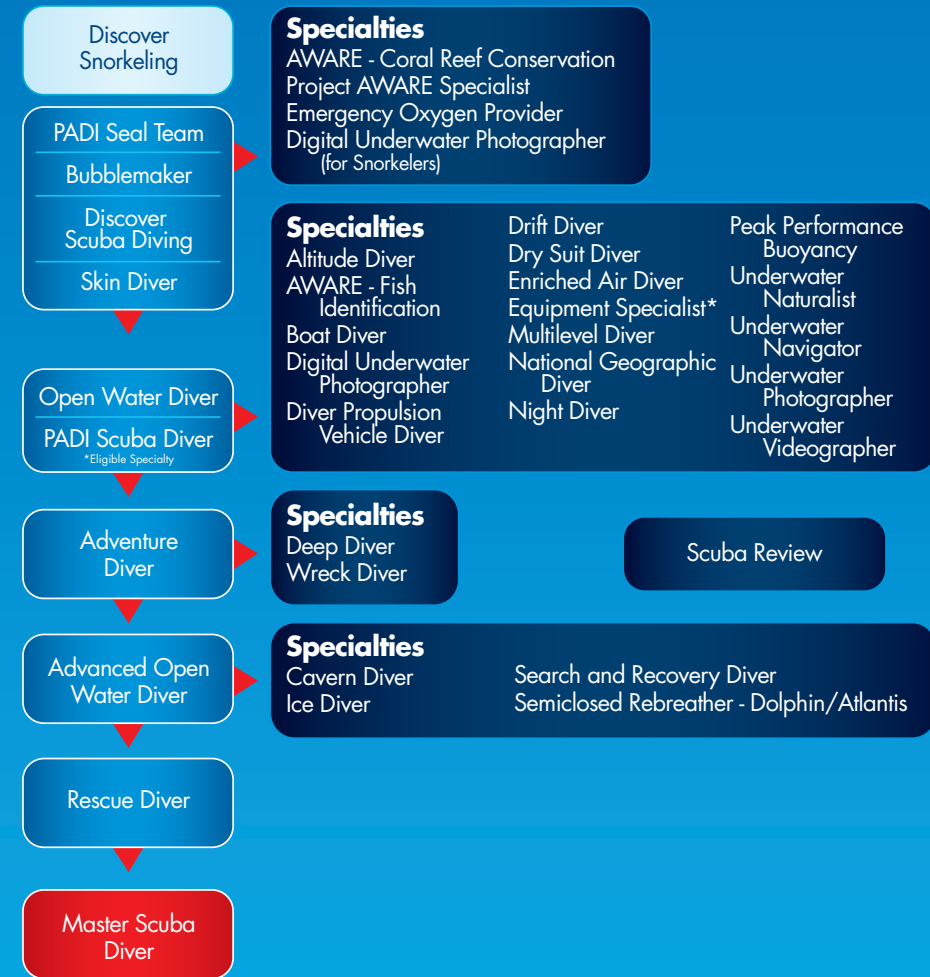 Discover
Snorkeling
PADI Seal Team
Bubblemaker
Discover
Scuba Diving
Skin Diver
Specialties
AWARE - Coral Reef Conservation
Project AWARE Specialist
Emergency Oxygen Provider
Digital Underwater Photographer
(for Snorkelers)
Open Water Diver
PADI Scuba Diver
*Eligible Specialty
Specialties
Altitude Diver
AWARE - Fish
Identification
Boat Diver
Digital Underwater
Photographer
Diver Propulsion
Vehicle Diver
Drift Diver
Dry Suit Diver
Enriched Air Diver
Equipment Specialist*
Multilevel Diver
National Geographic
Diver
Night Diver
Peak Performance
Buoyancy
Underwater
Naturalist
Underwater
Navigator
Underwater
Photographer
Underwater
Videographer
Adventure
Diver
Specialties
Deep Diver
Wreck Diver
Scuba Review
Advanced Open
Water Diver
Specialties
Cavern Diver
Ice Diver
Search and Recovery Diver
Semiclosed Rebreather - Dolphin/Atlantis
Rescue Diver
Master Scuba
Diver